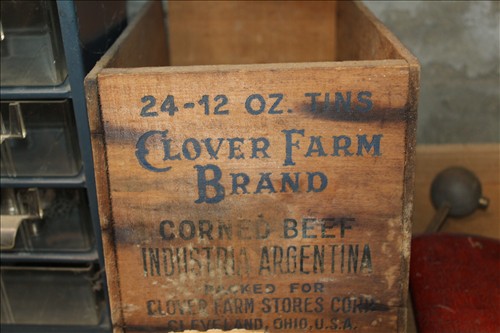 24-12 OZ. TINS
CLOVER FARM
BRAND
CORNED BEEF
INDUSTRIA ARGENTINA
PACKED FOR
CLOVER FARM STORES CORP.
CLEVELAND, OHIO, U.S.A.